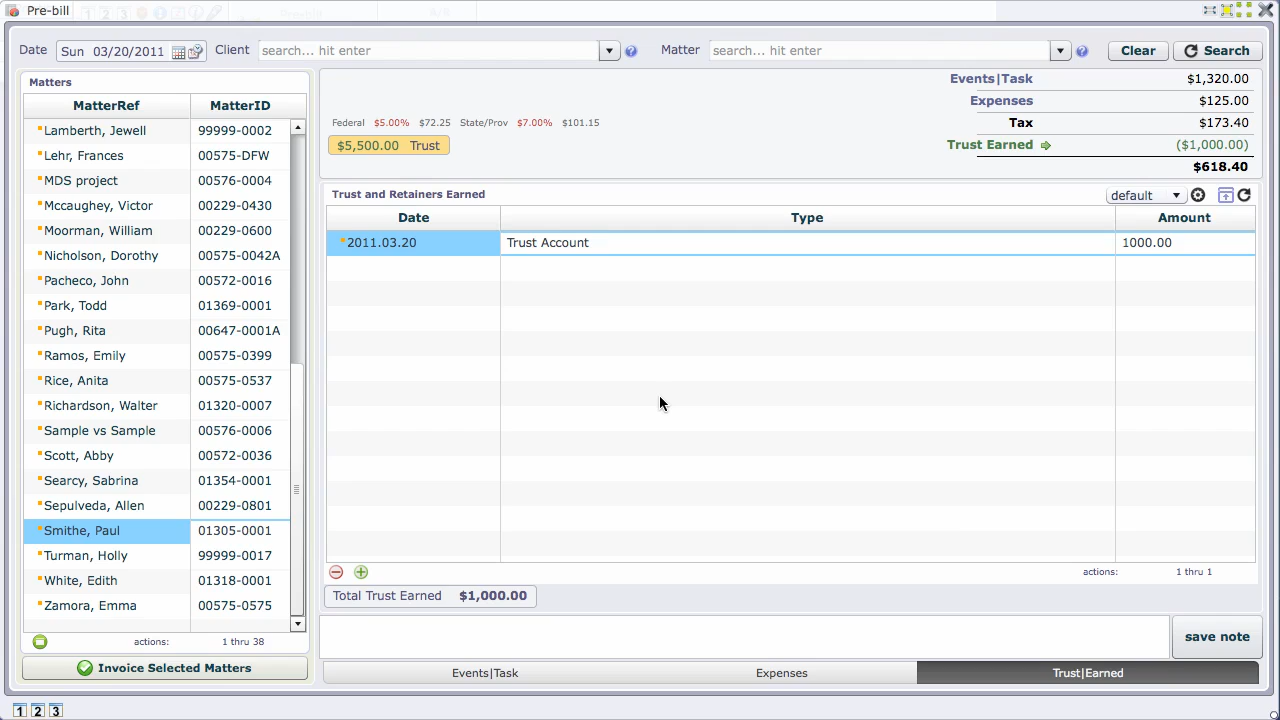 Pre-bill
Date Sun 03/20/2011 Client search... hit enter Matter search... hit enter Clear Search
Matters
MatterRef MatterID
Lamberth, Jewell 99999-0002
Lehr, Frances 00575-DFW
MDS project 00576-0004
Mccaughey, Victor 00229-0430
Moorman, William 00229-0600
Nicholson, Dorothy 00575-0042A
Pacheco, John 00572-0016
Park, Todd 01369-0001
Pugh, Rita 00647-0001A
Ramos, Emily 00575-0399
Rice, Anita 00575-0537
Richardson, Walter 01320-0007
Sample vs Sample 00576-0006
Scott, Abby 00572-0036
Searcy, Sabrina 01354-0001
Sepulveda, Allen 00229-0801
Smithe, Paul 01305-0001
Turman, Holly 99999-0017
White, Edith 01318-0001
Zamora, Emma 00575-0575
actions: 1 thru 38
Invoice Selected Matters
Events|Task $1,320.00
Expenses $125.00
Federal 5.00% $72.25 State/Prov 7.00% $101.15
Tax $173.40
$5,500.00 Trust
Trust Earned ($1,000.00)
$618.40
Trust and Retainers Earned default
Date Type Amount
2011.03.20 Trust Account 1000.00
actions: 1 thru 1
Total Trust Earned $1,000.00
save note
Events|Task Expenses Trust|Earned
1 2 3